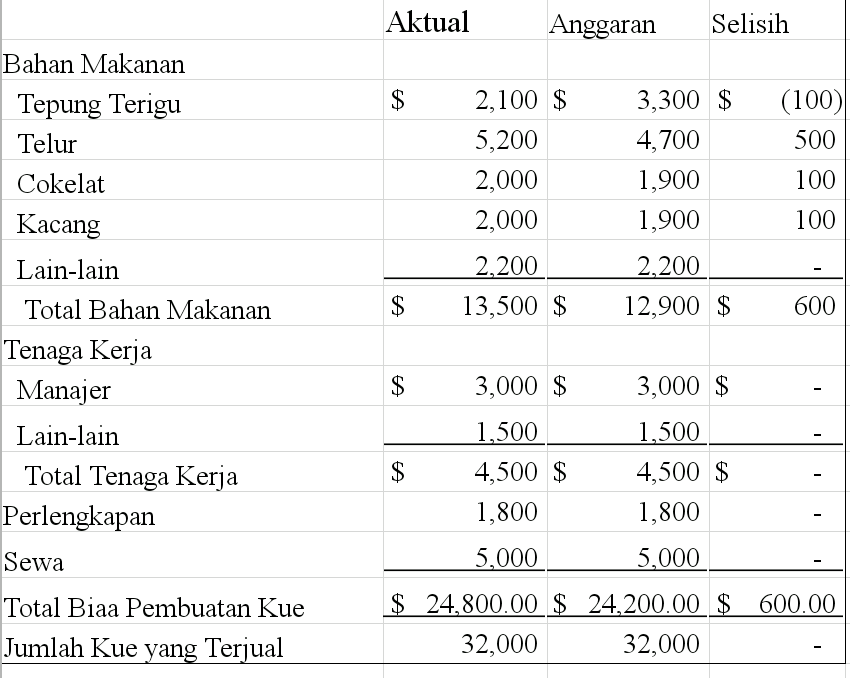 Aktual Anggaran Selisih
Bahan Makanan
Tepung Terigu $ 2,100 $ 3,300 $ (100)
Telur 5,200 4,700 500
Cokelat 2,000 1,900 100
Kacang 2,000 1,900 100
Lain-lain 2,200 2,200 -
Total Bahan Makanan $ 13,500 $ 12,900 $ 600
Tenaga Kerja
Manajer $ 3,000 $ 3,000 $ -
Lain-lain 1,500 1,500 -
Total Tenaga Kerja $ 4,500 $ 4,500 $ -
Perlengkapan 1,800 1,800 -
Sewa 5,000 5,000 -
Total Biaa Pembuatan Kue $ 24,800.00 $ 24,200.00 $ 600.00
Jumlah Kue yang Terjual 32,000 32,000 -